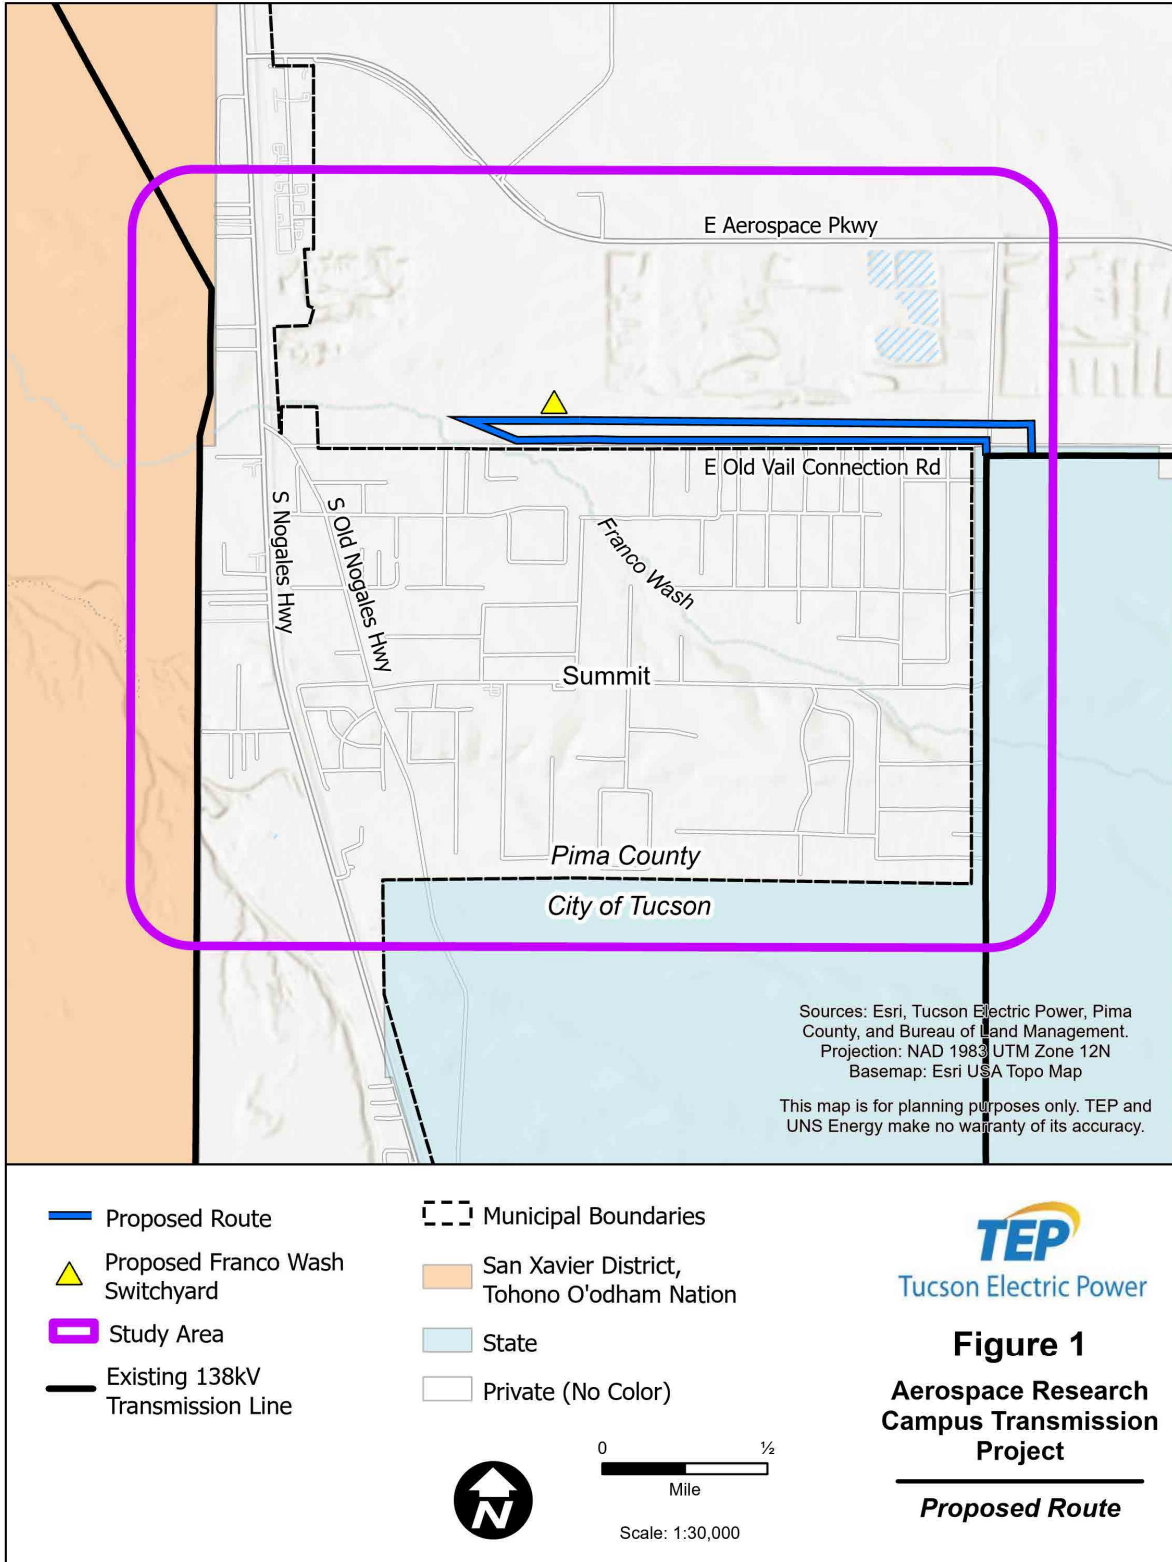 E Aerospace Pkwy
E Old Vail Connection Rd
S Nogales Hwy
S Old Nogales Hwy
Franco Wash
Summit
Pima County
City of Tucson
Sources: Esri, Tucson Electric Power, Pima
County, and Bureau of Land Management.
Projection: NAD 1983 UTM Zone 12N
Basemap: Esri USA Topo Map
This map is for planning purposes only. TEP and
UNS Energy make no warranty of its accuracy.
Proposed Route
Proposed Franco Wash
Switchyard
Study Area
Existing 138kV
Transmission Line
Municipal Boundaries
San Xavier District,
Tohono O'odham Nation
State
Private (No Color)
N
0 ½
Mile
Scale: 1:30,000
TEP
Tucson Electric Power
Figure 1
Aerospace Research
Campus Transmission
Project
Proposed Route